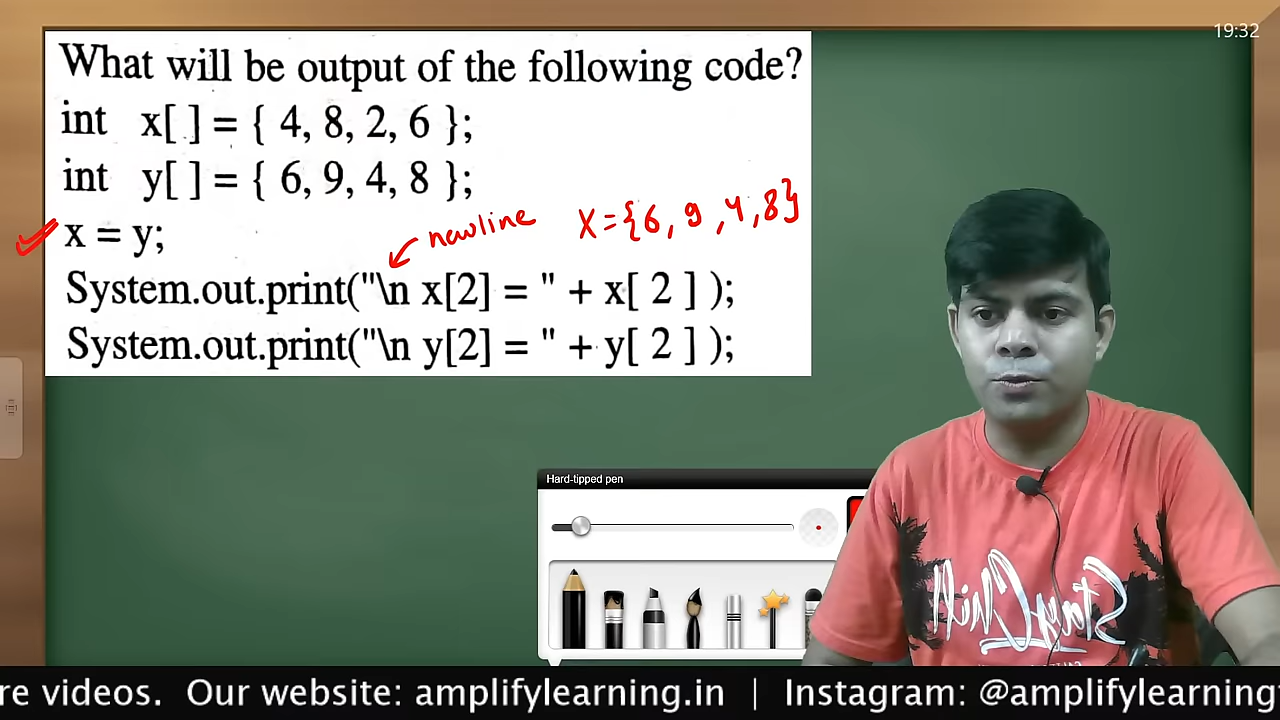 19:32
What will be output of the following code?
int x[ ] = { 4, 8, 2, 6 };
int y[ ] = { 6, 9, 4, 8 };
newline x={6, 9, 4, 8}
x = y;
System.out.print("\n x[2] = " + x[ 2 ] );
System.out.print("\n y[2] = " + y[ 2 ] );
Hard-tipped pen
Stay Chill
re videos. Our website: amplifylearning.in | Instagram: @amplifylearning